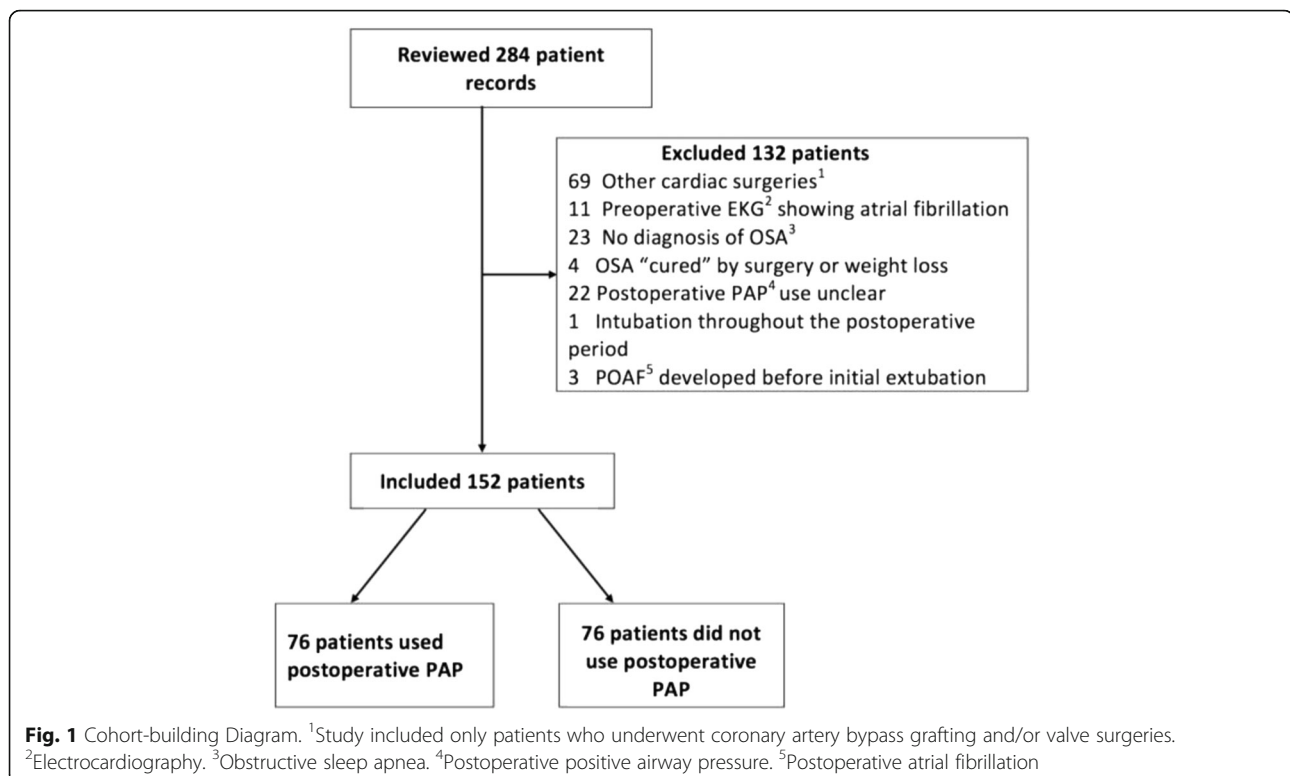 Reviewed 284 patient
records
Excluded 132 patients
69 Other cardiac surgeries¹
11 Preoperative EKG² showing atrial fibrillation
23 No diagnosis of OSA³
4 OSA “cured” by surgery or weight loss
22 Postoperative PAP⁴ use unclear
1 Intubation throughout the postoperative
period
3 POAF⁵ developed before initial extubation
Included 152 patients
76 patients used
postoperative PAP
76 patients did not
use postoperative
PAP
Fig. 1 Cohort-building Diagram. ¹Study included only patients who underwent coronary artery bypass grafting and/or valve surgeries.
²Electrocardiography. ³Obstructive sleep apnea. ⁴Postoperative positive airway pressure. ⁵Postoperative atrial fibrillation